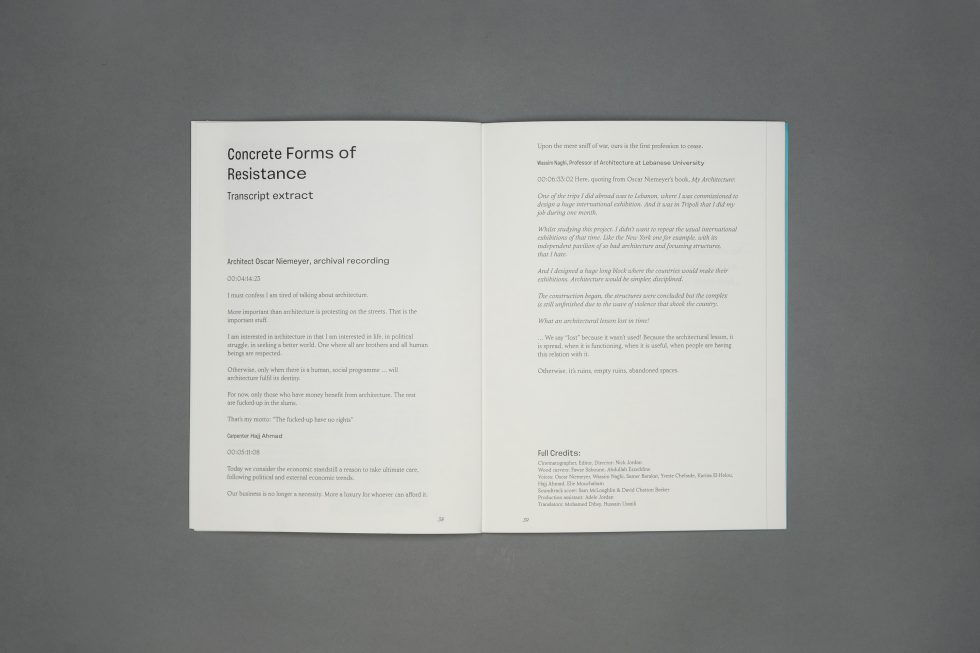 Concrete Forms of
Resistance
Transcript extract
Architect Oscar Niemeyer, archival recording
00:04:14:23
I must confess I am tired of talking about architecture.
More important than architecture is protesting on the streets. That is the
important stuff.
I am interested in architecture in that I am interested in life, in political
struggle, in seeking a better world. One where all are brothers and all human
beings are respected.
Otherwise, only when there is a human, social programme ... will
architecture fulfil its destiny.
For now, only those who have money benefit from architecture. The rest
are fucked-up in the slums.
That's my motto: "The fucked-up have no rights"
Carpenter Hajj Ahmad
00:05:11:08
Today we consider the economic standstill a reason to take ultimate care,
following political and external economic trends.
Our business is no longer a necessity. More a luxury for whoever can afford it.
38
Upon the mere sniff of war, ours is the first profession to cease.
Wassim Naghi, Professor of Architecture at Lebanese University
00:06:33:02 Here, quoting from Oscar Niemeyer's book, My Architecture:
One of the trips I did abroad was to Lebanon, where I was commissioned to
design a huge international exhibition. And it was in Tripoli that I did my
job during one month.
Whilst studying this project, I didn't want to repeat the usual international
exhibitions of that time. Like the New York one for example, with its
independent pavilion of so bad architecture and focussing structures,
that I hate.
And I designed a huge long block where the countries would make their
exhibitions. Architecture would be simpler, disciplined.
The construction began, the structures were concluded but the complex
is still unfinished due to the wave of violence that shook the country.
What an architectural lesson lost in time!
... We say "lost" because it wasn't used! Because the architectural lesson, it
is spread, when it is functioning, when it is useful, when people are having
this relation with it.
Otherwise, it's ruins, empty ruins, abandoned spaces.
Full Credits:
Cinematographer, Editor, Director: Nick Jordan
Wood carvers: Fawaz Sabouni, Abdullah Ezzeddine
Voices: Oscar Niemeyer, Wassim Naghi, Samer Barakat, Yvette Chehade, Karina El-Helou,
Hajj Ahmad, Elie
Soundtrack score: Sam McLoughlin & David Chatton Barker
Production assistant: Adele Jordan
Translators: Mohamed Dibsy, Hussain
39